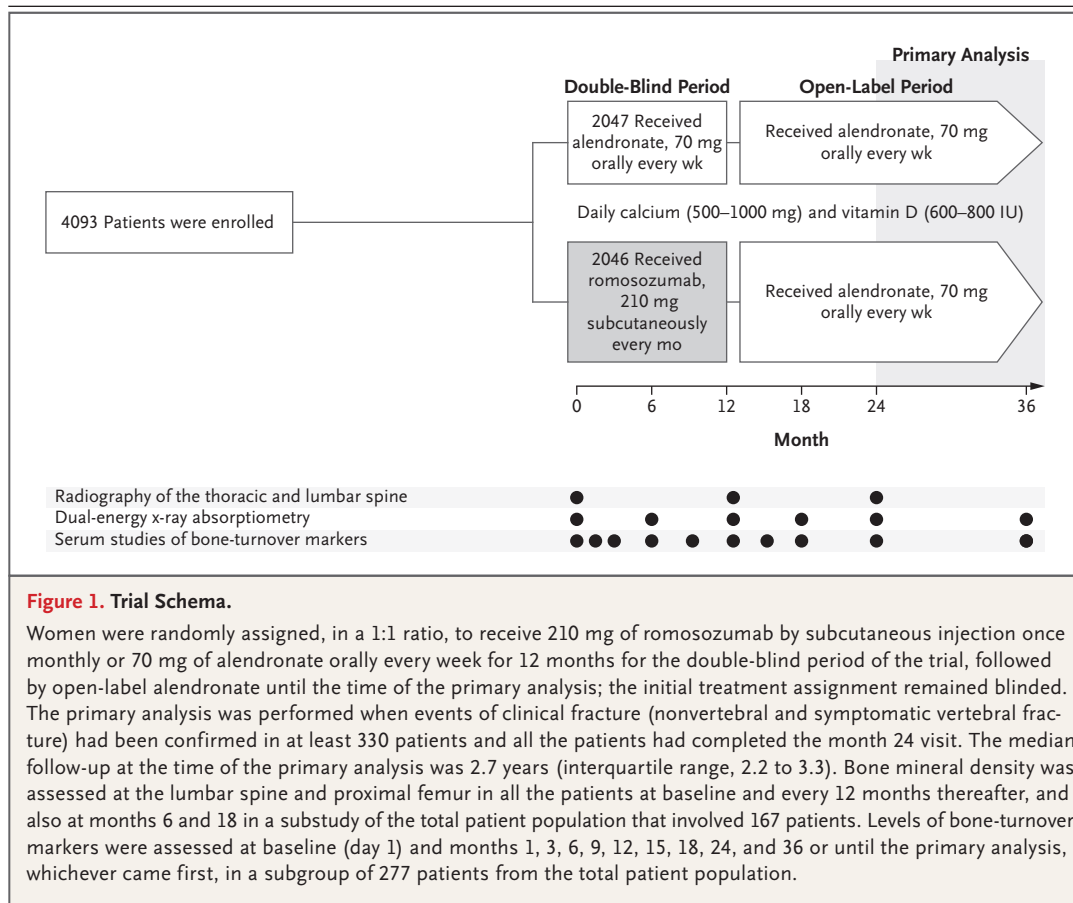 Primary Analysis
Double-Blind Period
Open-Label Period
2047 Received
alendronate, 70 mg
orally every wk
Received alendronate, 70 mg
orally every wk
4093 Patients were enrolled
Daily calcium (500–1000 mg) and vitamin D (600–800 IU)
2046 Received
romosozumab,
210 mg
subcutaneously
every mo
Received alendronate, 70 mg
orally every wk
0 6 12 18 24 36
Month
Radiography of the thoracic and lumbar spine
Dual-energy x-ray absorptiometry
Serum studies of bone-turnover markers
Figure 1. Trial Schema.
Women were randomly assigned, in a 1:1 ratio, to receive 210 mg of romosozumab by subcutaneous injection once
monthly or 70 mg of alendronate orally every week for 12 months for the double-blind period of the trial, followed
by open-label alendronate until the time of the primary analysis; the initial treatment assignment remained blinded.
The primary analysis was performed when events of clinical fracture (nonvertebral and symptomatic vertebral frac-
ture) had been confirmed in at least 330 patients and all the patients had completed the month 24 visit. The median
follow-up at the time of the primary analysis was 2.7 years (interquartile range, 2.2 to 3.3). Bone mineral density was
assessed at the lumbar spine and proximal femur in all the patients at baseline and every 12 months thereafter, and
also at months 6 and 18 in a substudy of the total patient population that involved 167 patients. Levels of bone-turnover
markers were assessed at baseline (day 1) and months 1, 3, 6, 9, 12, 15, 18, 24, and 36 or until the primary analysis,
whichever came first, in a subgroup of 277 patients from the total patient population.